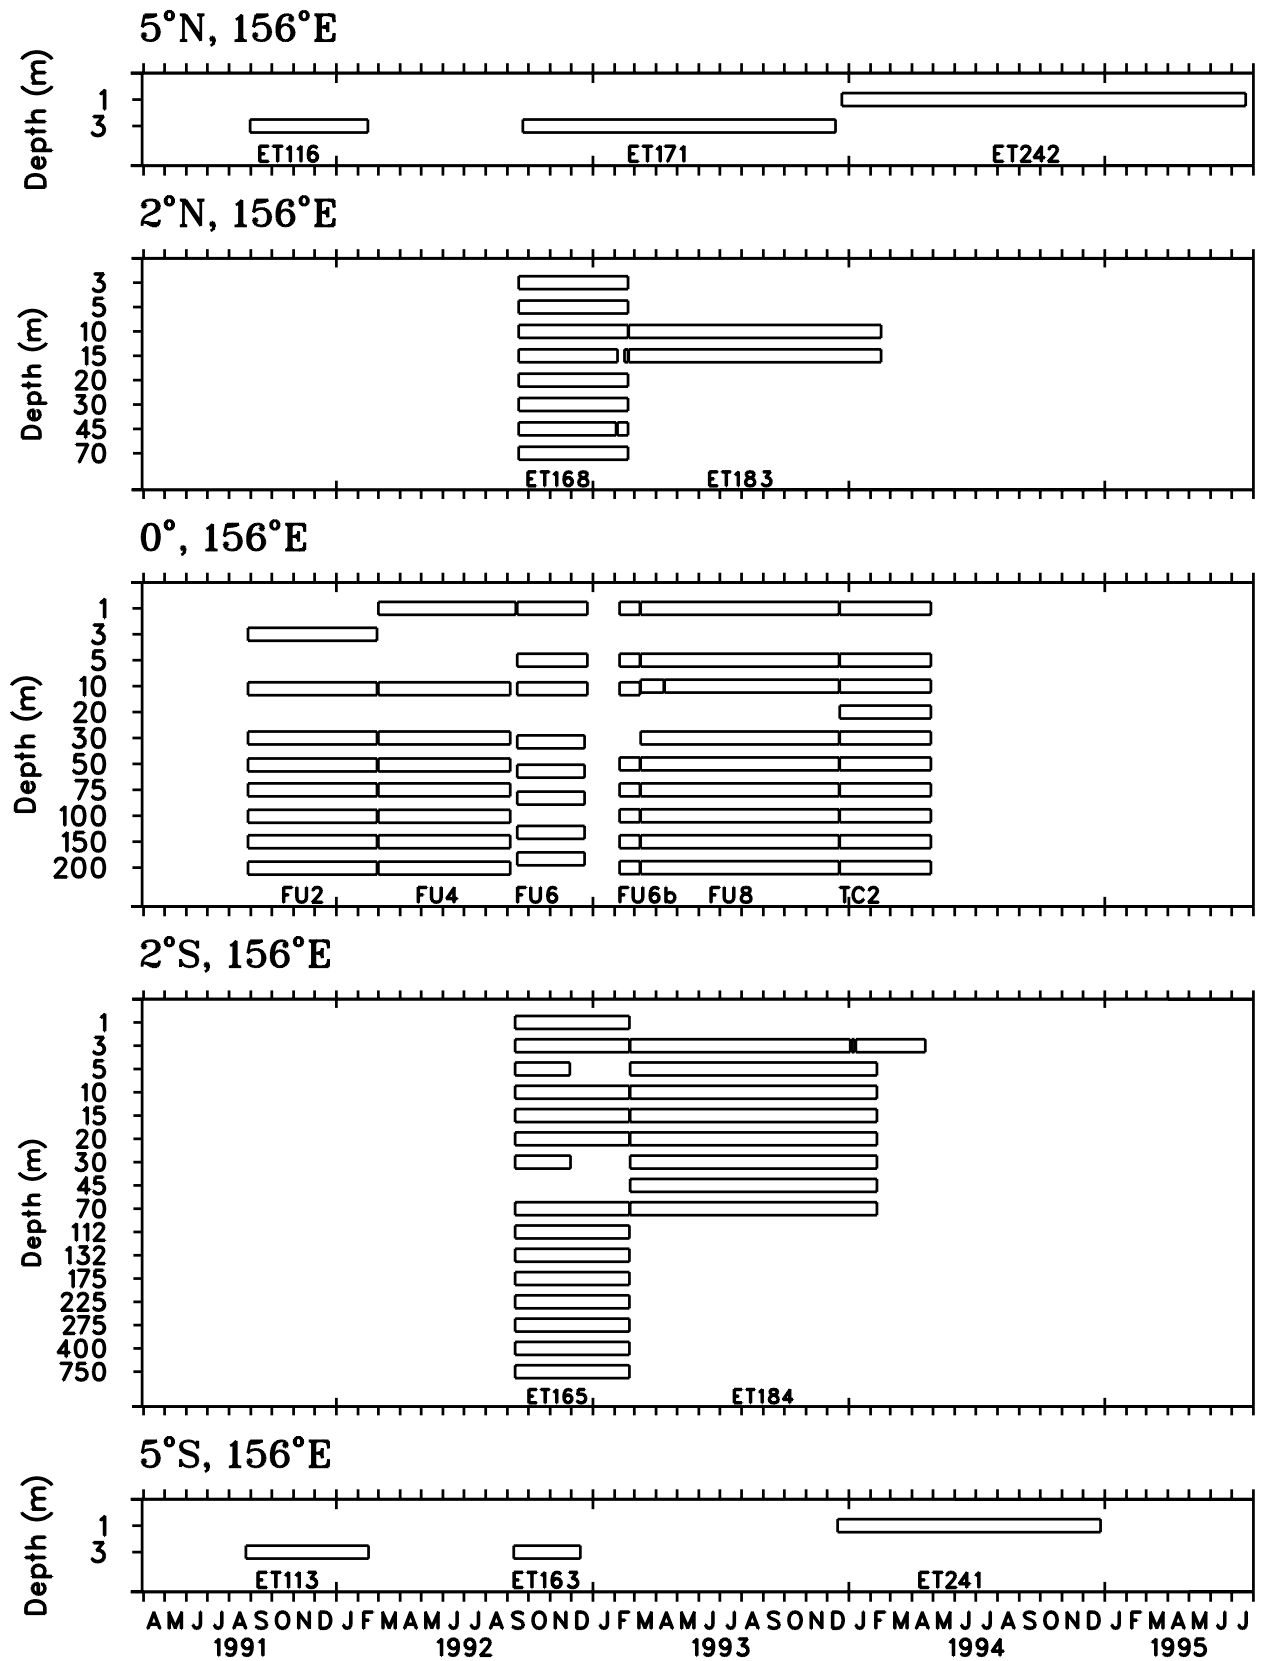 5°N, 156°E
Depth (m)
1
3
ET116 ET171 ET242
2°N, 156°E
Depth (m)
3
5
10
15
20
30
45
70
ET168 ET183
0°, 156°E
Depth (m)
1
3
5
10
20
30
50
75
100
150
200
FU2 FU4 FU6 FU6b FU8 TC2
2°S, 156°E
Depth (m)
1
3
5
10
15
20
30
45
70
112
132
175
225
275
400
750
ET165 ET184
5°S, 156°E
Depth (m)
1
3
ET113 ET163 ET241
A M J J A S O N D J F M A M J J A S O N D J F M A M J J A S O N D J F M A M J J A S O N D J F M A M J J
1991 1992 1993 1994 1995